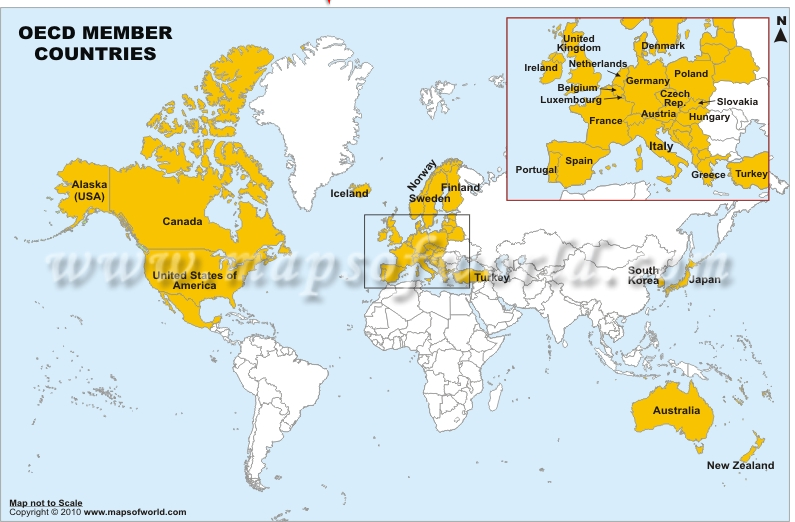 OECD MEMBER
COUNTRIES
N
United
Kingdom
Denmark
Ireland
Netherlands
Germany
Poland
Belgium
Czech
Rep.
Luxembourg
Slovakia
Austria
Hungary
France
Italy
Portugal
Spain
Greece
Turkey
Alaska
(USA)
Canada
Iceland
Norway
Sweden
Finland
www.mapsofworld.com
United States of
America
Turkey
South
Korea
Japan
Australia
New Zealand
Map not to Scale
Copyright © 2010 www.mapsofworld.com